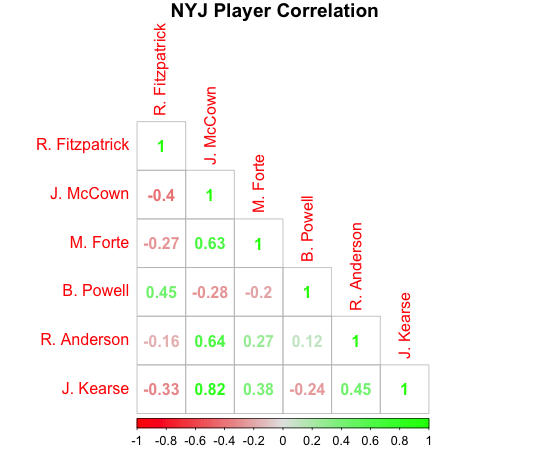 NYJ Player Correlation
R. Fitzpatrick
J. McCown
M. Forte
B. Powell
R. Anderson
J. Kearse
R. Fitzpatrick 1
J. McCown -0.4 1
M. Forte -0.27 0.63 1
B. Powell 0.45 -0.28 -0.2 1
R. Anderson -0.16 0.64 0.27 0.12 1
J. Kearse -0.33 0.82 0.38 -0.24 0.45 1
-1 -0.8 -0.6 -0.4 -0.2 0 0.2 0.4 0.6 0.8 1